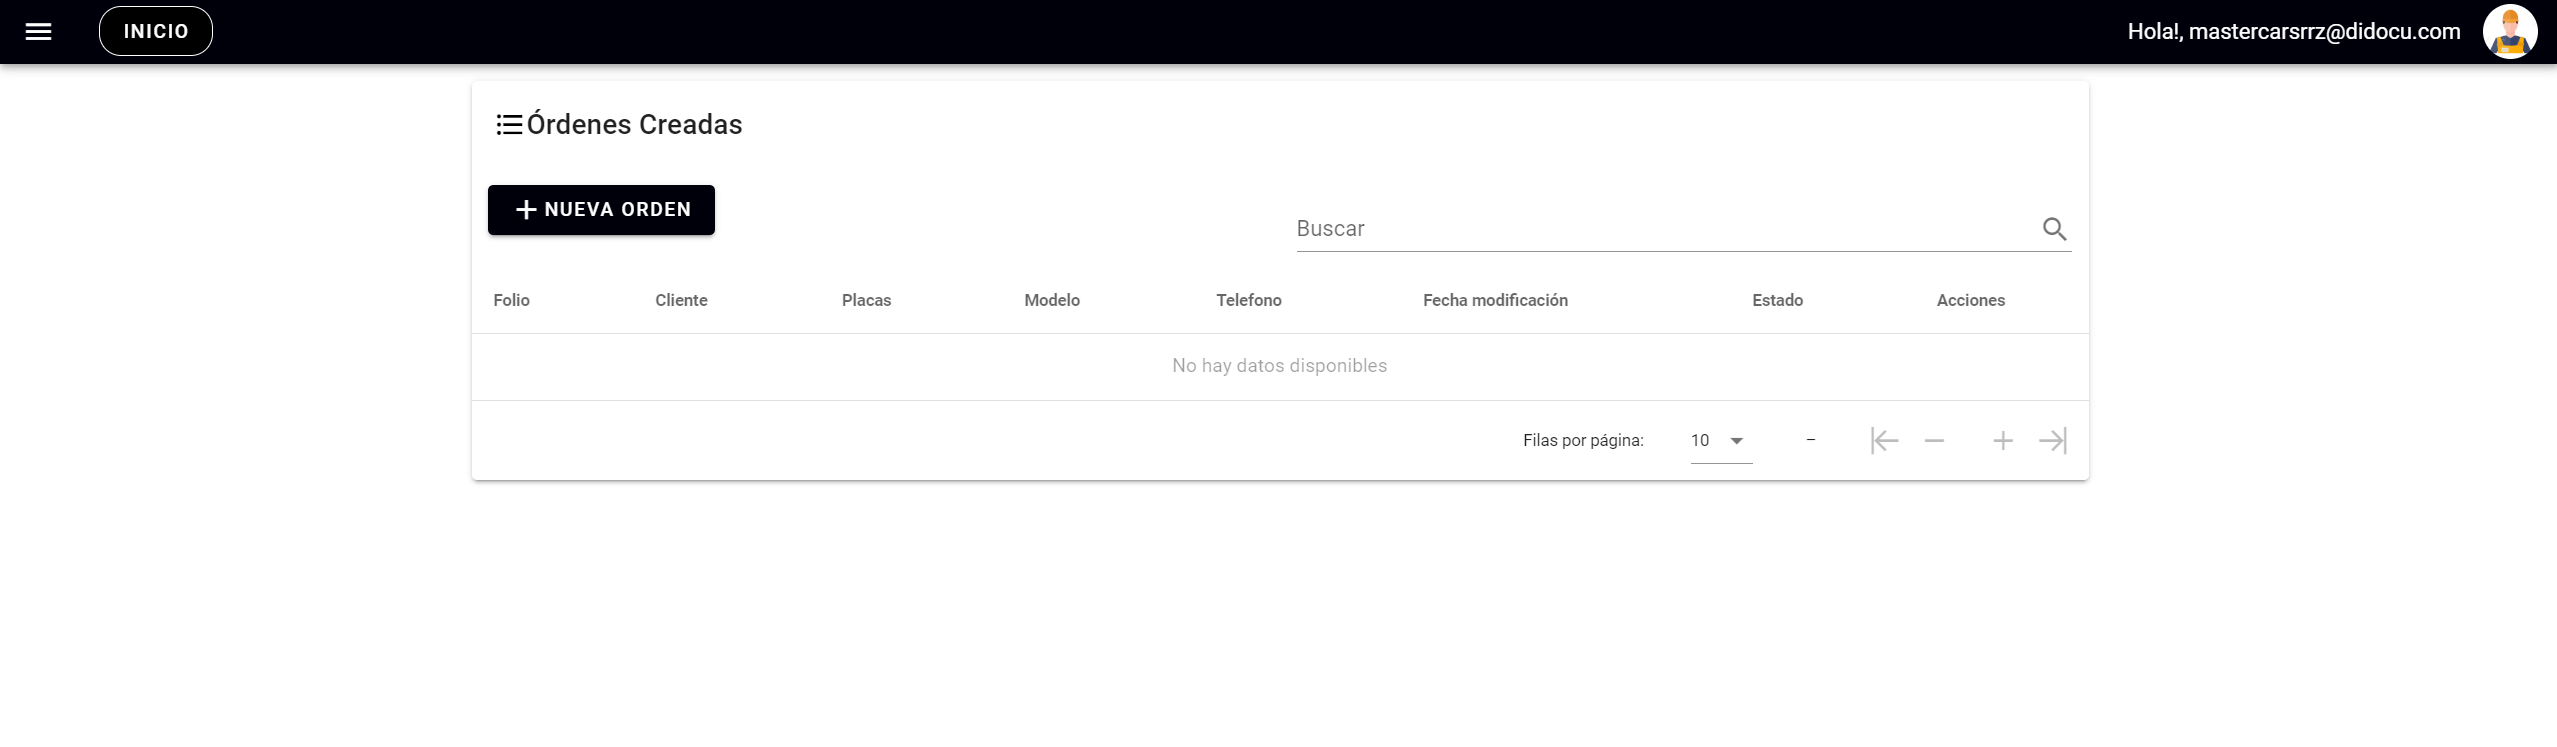 INICIO
Hola!, mastercarsrrz@didocu.com
Órdenes Creadas
NUEVA ORDEN
Buscar
Folio Cliente Placas Modelo Telefono Fecha modificación Estado Acciones
No hay datos disponibles
Filas por página: 10 –